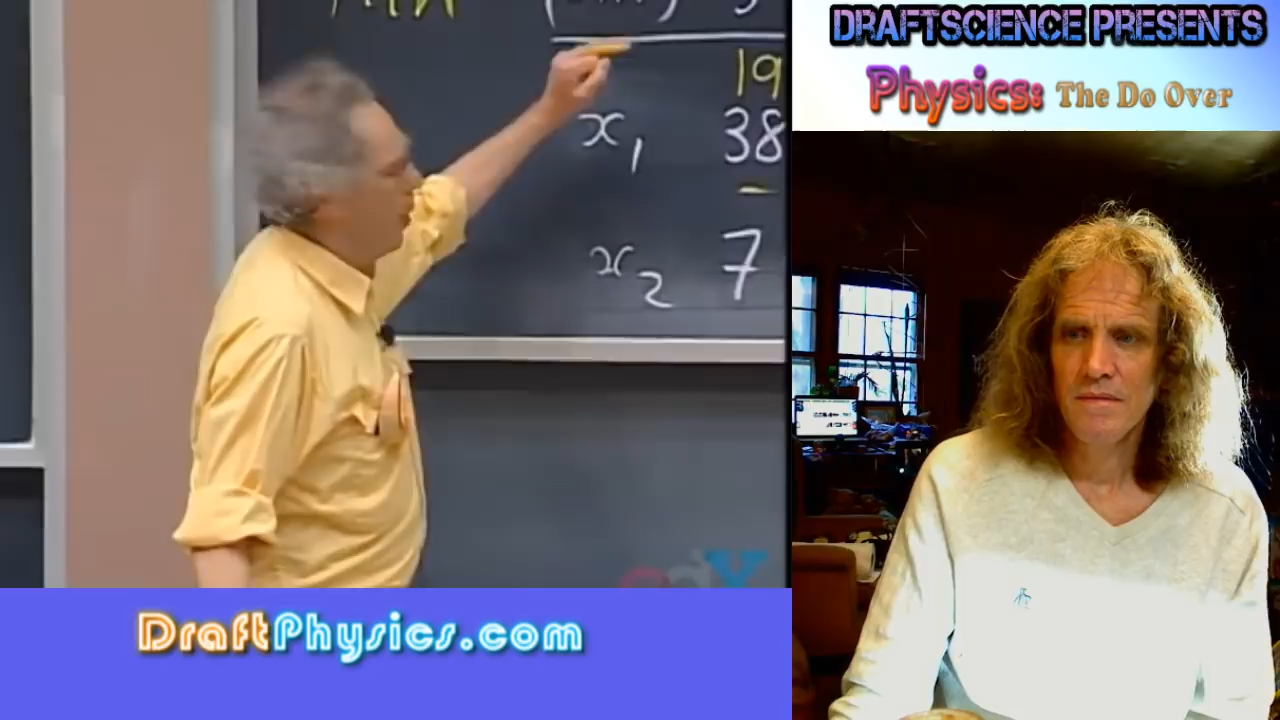 DRAFTSCIENCE PRESENTS
Physics: The Do Over
19
x₁ 38
x₂ 7
DraftPhysics.com